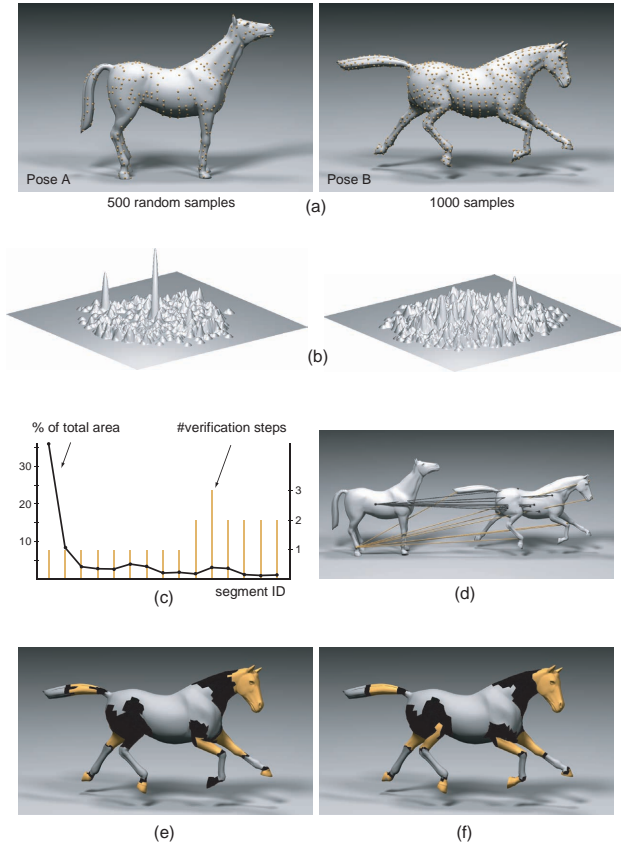 Pose A
Pose B
500 random samples
1000 samples
(a)
(b)
% of total area
#verification steps
30
20
10
3
2
1
segment ID
(c)
(d)
(e)
(f)